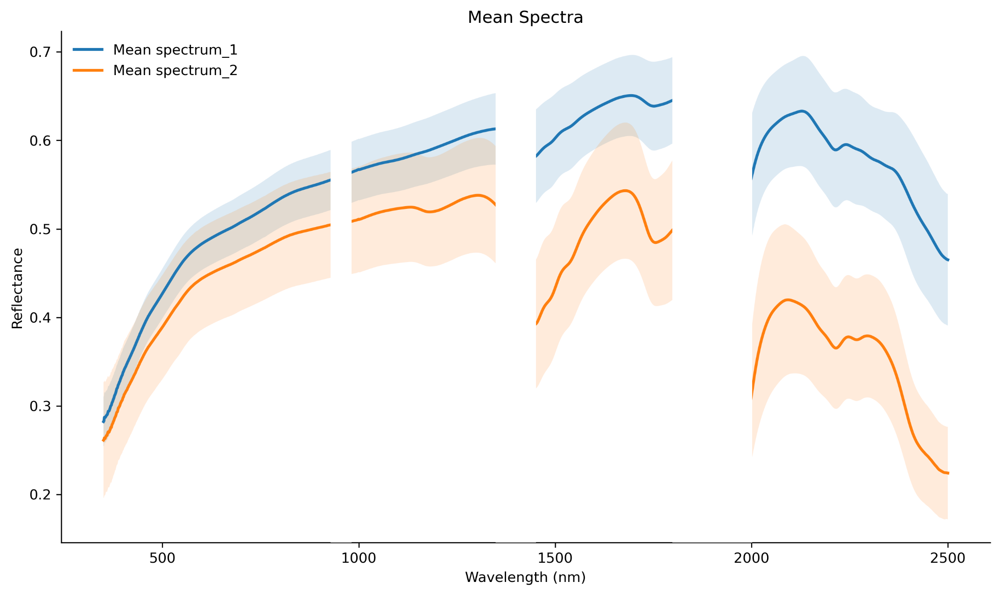 Mean Spectra
Mean spectrum_1
Mean spectrum_2
0.7
0.6
0.5
0.4
0.3
0.2
Reflectance
500 1000 1500 2000 2500
Wavelength (nm)